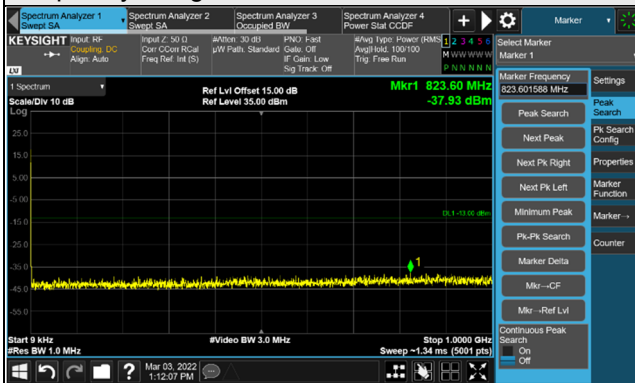 Spectrum Analyzer 1
Swept SA
Spectrum Analyzer 2
Swept SA
Spectrum Analyzer 3
Occupied BW
Spectrum Analyzer 4
Power Stat CCDF
Marker
KEYSIGHT
Input: RF
Coupling: DC
Align: Auto
Input Z: 50 Ω
Corr CCorr RCal
Freq Ref: Int (S)
#Atten: 30 dB
µW Path: Standard
PNO: Fast
Gate: Off
IF Gain: Low
Sig Track: Off
#Avg Type: Power (RMS
Avg|Hold: 100/100
Trig: Free Run
1 2 3 4 5 6
M W W W W W
P N N N N N
Select Marker
Marker 1
LXI
1 Spectrum
Scale/Div 10 dB
Log
Ref Lvl Offset 15.00 dB
Ref Level 35.00 dBm
Mkr1 823.60 MHz
-37.93 dBm
25.0
15.0
5.00
-5.00
-15.0
-25.0
-35.0
-45.0
-55.0
DL1 -13.00 dBm
1
Start 9 kHz
#Res BW 1.0 MHz
#Video BW 3.0 MHz
Stop 1.0000 GHz
Sweep ~1.34 ms (5001 pts)
Marker Frequency
823.601588 MHz
Peak Search
Next Peak
Next Pk Right
Next Pk Left
Minimum Peak
Pk-Pk Search
Marker Delta
Mkr→CF
Mkr→Ref Lvl
Continuous Peak
Search
On
Off
Settings
Peak
Search
Pk Search
Config
Properties
Marker
Function
Marker→
Counter
?
Mar 03, 2022
1:12:07 PM